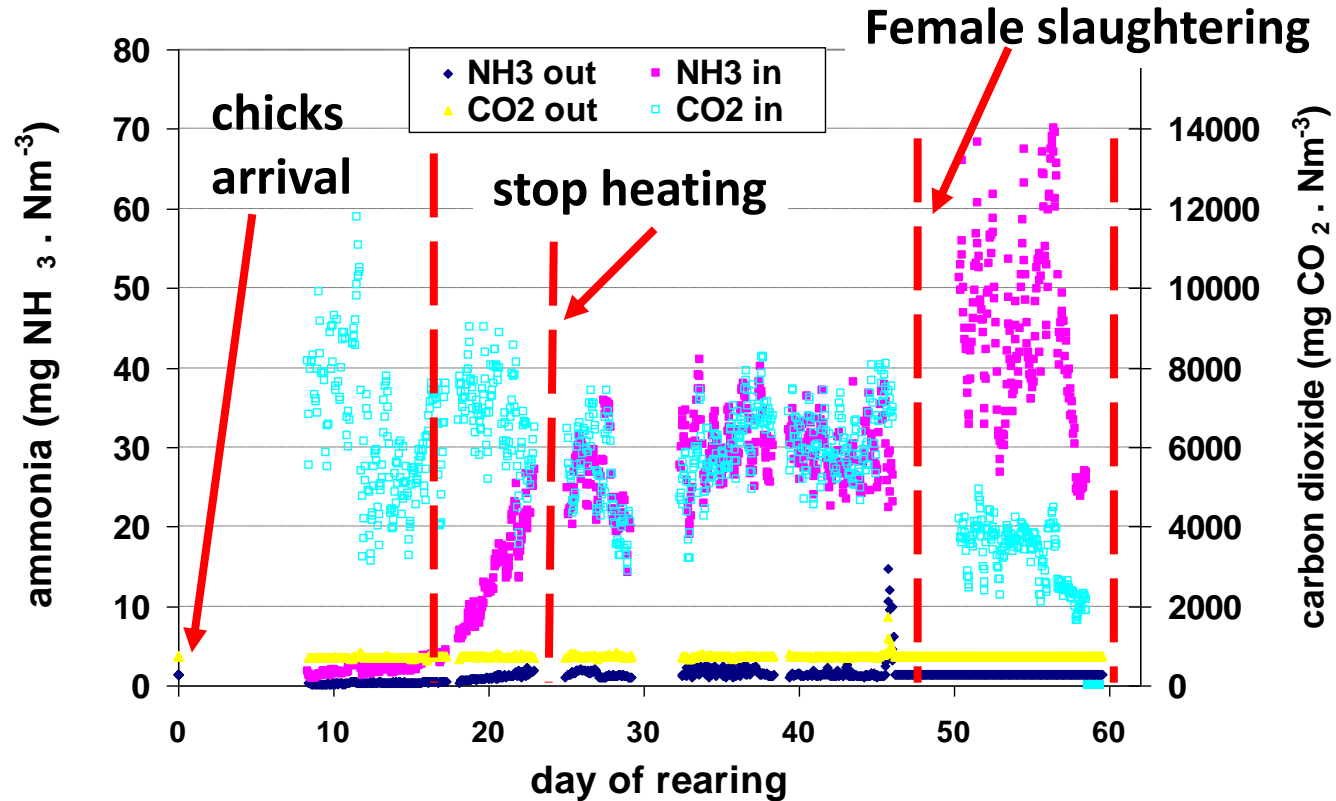 Female slaughtering
80
70
60
50
40
30
20
10
0
ammonia (mg NH 3 . Nm-3)
NH3 out NH3 in
CO2 out CO2 in
chicks
arrival
stop heating
14000
12000
10000
8000
6000
4000
2000
0
carbon dioxide (mg CO 2 . Nm-3)
0 10 20 30 40 50 60
day of rearing